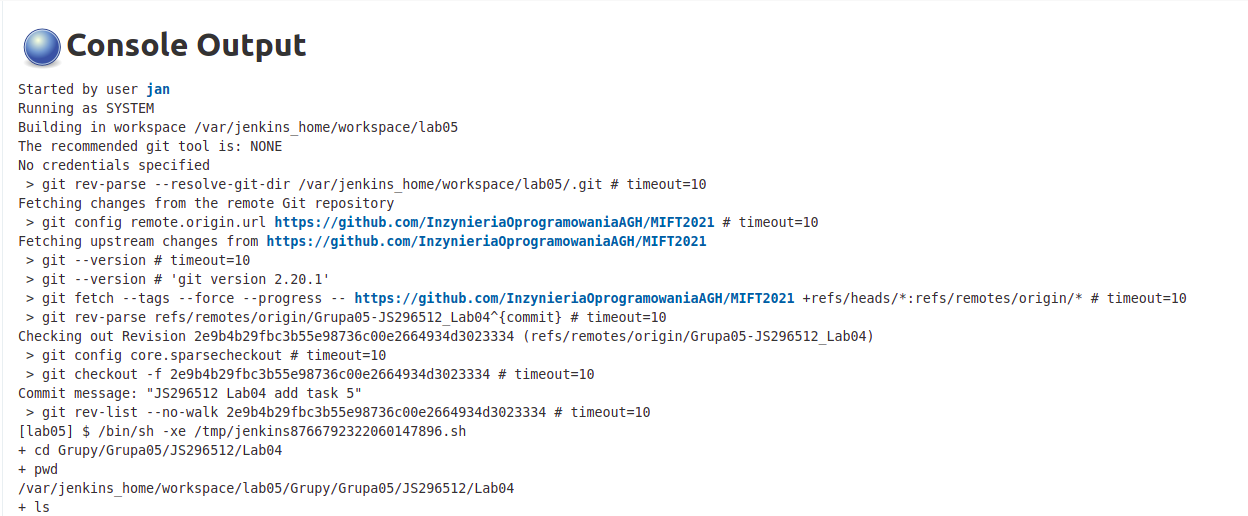 Console Output
Started by user jan
Running as SYSTEM
Building in workspace /var/jenkins_home/workspace/lab05
The recommended git tool is: NONE
No credentials specified
 > git rev-parse --resolve-git-dir /var/jenkins_home/workspace/lab05/.git # timeout=10
Fetching changes from the remote Git repository
 > git config remote.origin.url https://github.com/InzynieriaOprogramowaniaAGH/MIFT2021 # timeout=10
Fetching upstream changes from https://github.com/InzynieriaOprogramowaniaAGH/MIFT2021
 > git --version # timeout=10
 > git --version # 'git version 2.20.1'
 > git fetch --tags --force --progress -- https://github.com/InzynieriaOprogramowaniaAGH/MIFT2021 +refs/heads/*:refs/remotes/origin/* # timeout=10
 > git rev-parse refs/remotes/origin/Grupa05-JS296512_Lab04^{commit} # timeout=10
Checking out Revision 2e9b4b29fbc3b55e98736c00e2664934d3023334 (refs/remotes/origin/Grupa05-JS296512_Lab04)
 > git config core.sparsecheckout # timeout=10
 > git checkout -f 2e9b4b29fbc3b55e98736c00e2664934d3023334 # timeout=10
Commit message: "JS296512 Lab04 add task 5"
 > git rev-list --no-walk 2e9b4b29fbc3b55e98736c00e2664934d3023334 # timeout=10
[lab05] $ /bin/sh -xe /tmp/jenkins8766792322060147896.sh
+ cd Grupy/Grupa05/JS296512/Lab04
+ pwd
/var/jenkins_home/workspace/lab05/Grupy/Grupa05/JS296512/Lab04
+ ls